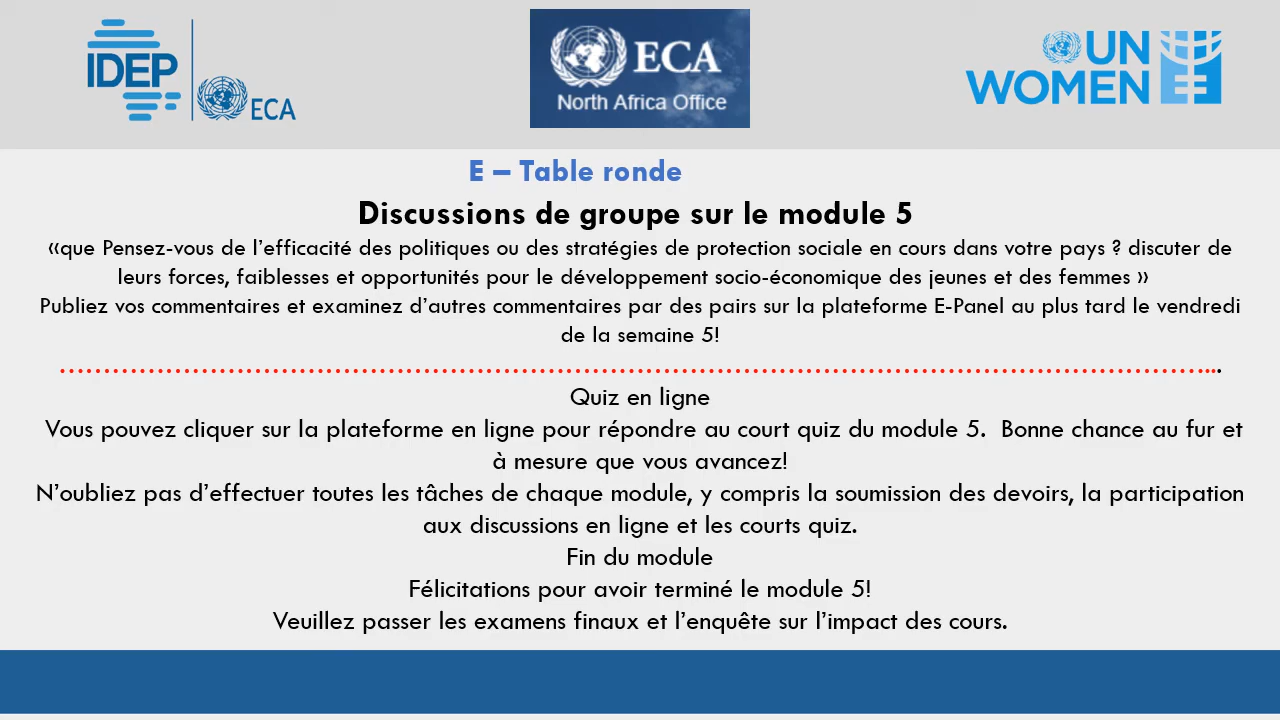 IDEP
ECA
ECA
North Africa Office
UN
WOMEN
E – Table ronde
Discussions de groupe sur le module 5
«que Pensez-vous de l’efficacité des politiques ou des stratégies de protection sociale en cours dans votre pays ? discuter de
leurs forces, faiblesses et opportunités pour le développement socio-économique des jeunes et des femmes »
Publiez vos commentaires et examinez d’autres commentaires par des pairs sur la plateforme E-Panel au plus tard le vendredi
de la semaine 5!
……………………………………………………………………………………………………………………...
Quiz en ligne
Vous pouvez cliquer sur la plateforme en ligne pour répondre au court quiz du module 5.  Bonne chance au fur et
à mesure que vous avancez!
N’oubliez pas d’effectuer toutes les tâches de chaque module, y compris la soumission des devoirs, la participation
aux discussions en ligne et les courts quiz.
Fin du module
Félicitations pour avoir terminé le module 5!
Veuillez passer les examens finaux et l’enquête sur l’impact des cours.